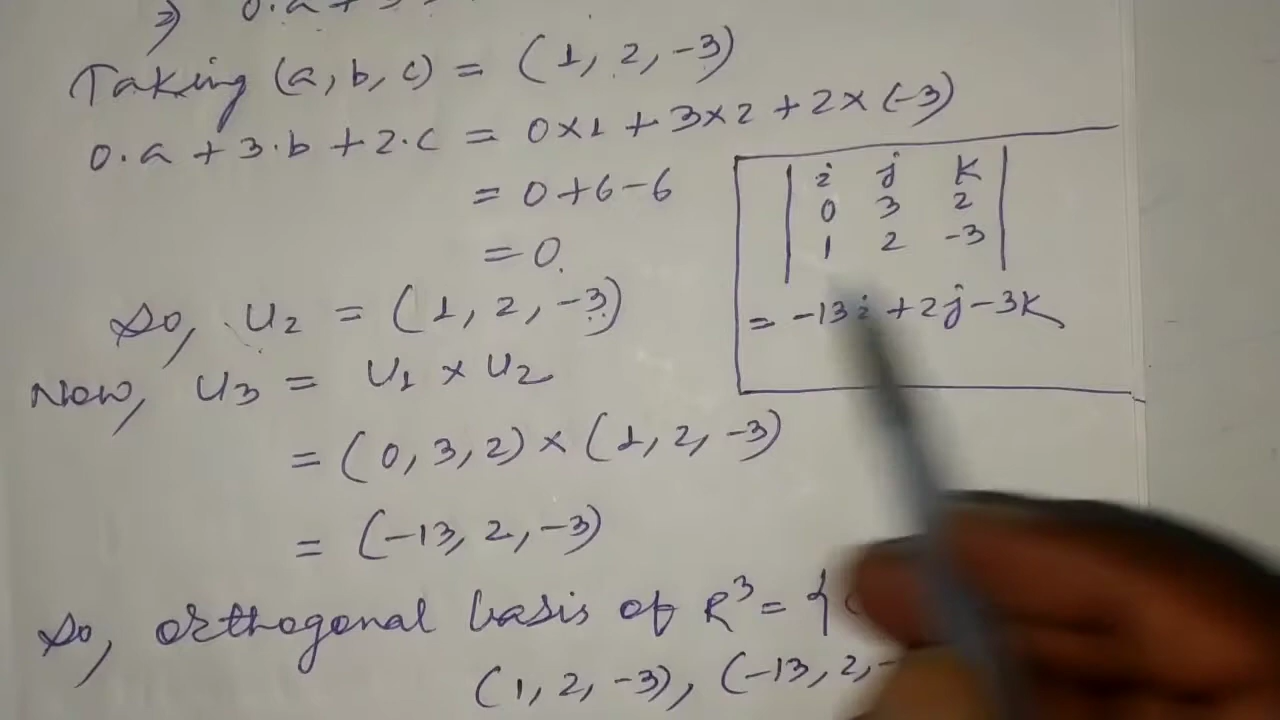 ⇒ 0.a + 3
Taking (a, b, c) = (1, 2, -3)
0.a + 3.b + 2.c = 0×1 + 3×2 + 2×(-3)
= 0 + 6 - 6
= 0.
So, u₂ = (1, 2, -3)
Now, u₃ = u₁ × u₂
= (0, 3, 2) × (1, 2, -3)
= (-13, 2, -3)
So, orthogonal basis of R³ = {(
(1, 2, -3), (-13, 2, -
| i j k |
| 0 3 2 |
| 1 2 -3 |
= -13i + 2j - 3k